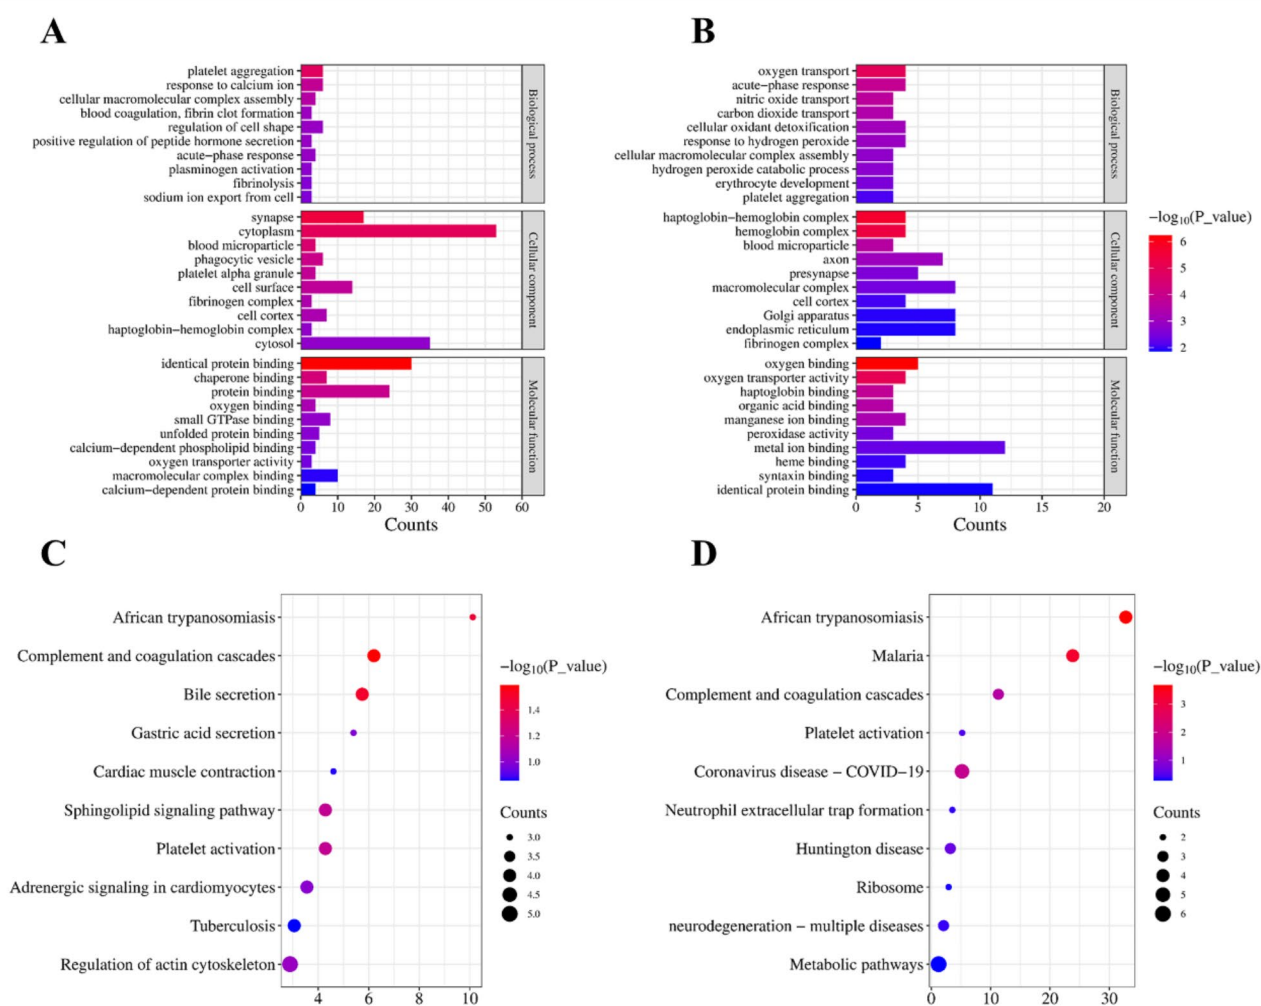 A
platelet aggregation
response to calcium ion
cellular macromolecular complex assembly
blood coagulation, fibrin clot formation
regulation of cell shape
positive regulation of peptide hormone secretion
acute−phase response
plasminogen activation
fibrinolysis
sodium ion export from cell
Biological process
synapse
cytoplasm
blood microparticle
phagocytic vesicle
platelet alpha granule
cell surface
fibrinogen complex
cell cortex
haptoglobin−hemoglobin complex
cytosol
Cellular component
identical protein binding
chaperone binding
protein binding
oxygen binding
small GTPase binding
unfolded protein binding
calcium−dependent phospholipid binding
oxygen transporter activity
macromolecular complex binding
calcium−dependent protein binding
Molecular function
0 10 20 30 40 50 60
Counts
B
oxygen transport
acute−phase response
nitric oxide transport
carbon dioxide transport
cellular oxidant detoxification
response to hydrogen peroxide
cellular macromolecular complex assembly
hydrogen peroxide catabolic process
erythrocyte development
platelet aggregation
Biological process
haptoglobin−hemoglobin complex
hemoglobin complex
blood microparticle
axon
presynapse
macromolecular complex
cell cortex
Golgi apparatus
endoplasmic reticulum
fibrinogen complex
Cellular component
oxygen binding
oxygen transporter activity
haptoglobin binding
organic acid binding
manganese ion binding
peroxidase activity
metal ion binding
heme binding
syntaxin binding
identical protein binding
Molecular function
0 5 10 15 20
Counts
−log10(P_value)
6
5
4
3
2
C
African trypanosomiasis
Complement and coagulation cascades
Bile secretion
Gastric acid secretion
Cardiac muscle contraction
Sphingolipid signaling pathway
Platelet activation
Adrenergic signaling in cardiomyocytes
Tuberculosis
Regulation of actin cytoskeleton
4 6 8 10
−log10(P_value)
1.4
1.2
1.0
Counts
3.0
3.5
4.0
4.5
5.0
D
African trypanosomiasis
Malaria
Complement and coagulation cascades
Platelet activation
Coronavirus disease − COVID−19
Neutrophil extracellular trap formation
Huntington disease
Ribosome
neurodegeneration − multiple diseases
Metabolic pathways
0 10 20 30
−log10(P_value)
3
2
1
Counts
2
3
4
5
6